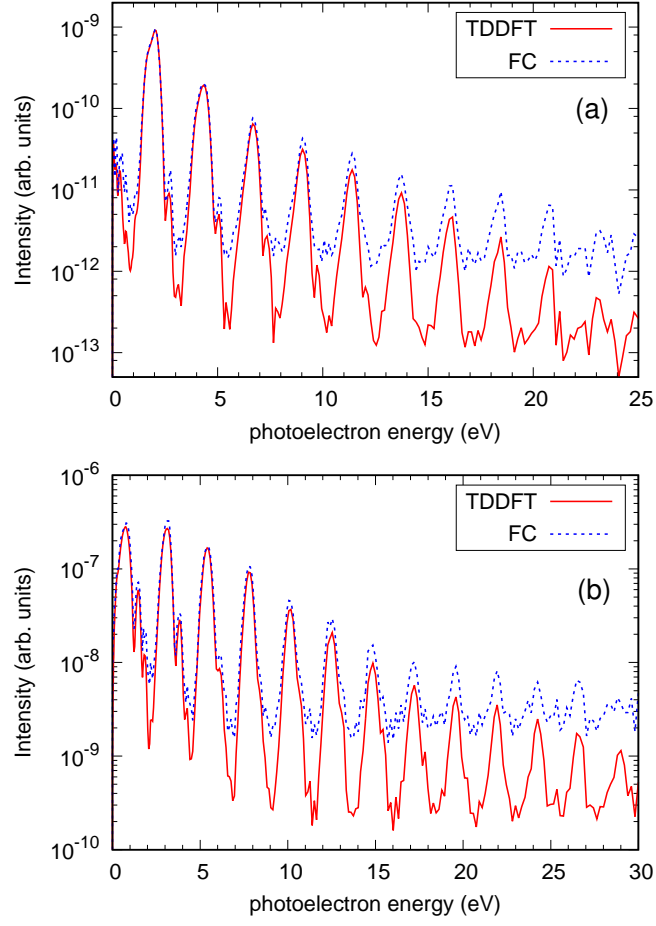 10^-9
10^-10
10^-11
10^-12
10^-13
Intensity (arb. units)
TDDFT
FC
(a)
0 5 10 15 20 25
photoelectron energy (eV)
10^-6
10^-7
10^-8
10^-9
10^-10
Intensity (arb. units)
TDDFT
FC
(b)
0 5 10 15 20 25 30
photoelectron energy (eV)